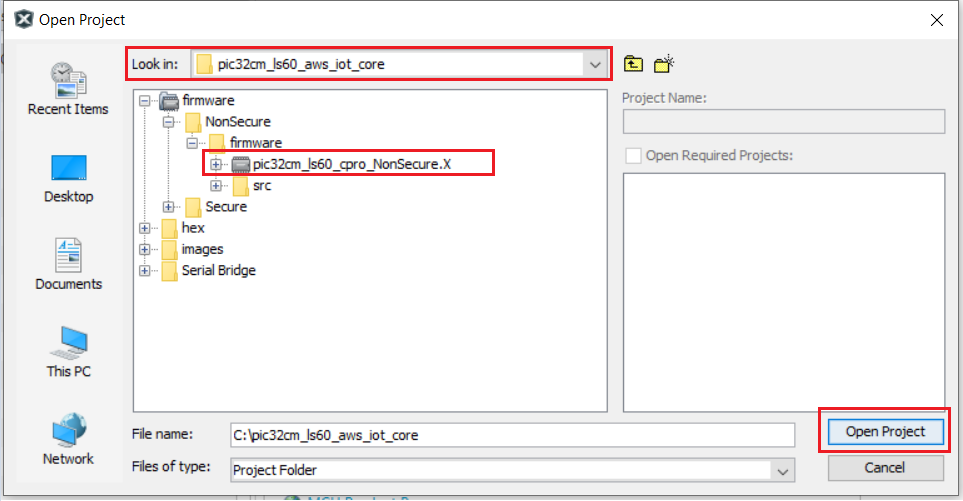 Open Project
Look in: pic32cm_ls60_aws_iot_core
Recent Items
Desktop
Documents
This PC
Network
firmware
NonSecure
firmware
pic32cm_ls60_cpro_NonSecure.X
src
Secure
hex
images
Serial Bridge
Project Name:
Open Required Projects:
File name: C:\pic32cm_ls60_aws_iot_core
Files of type: Project Folder
Open Project
Cancel